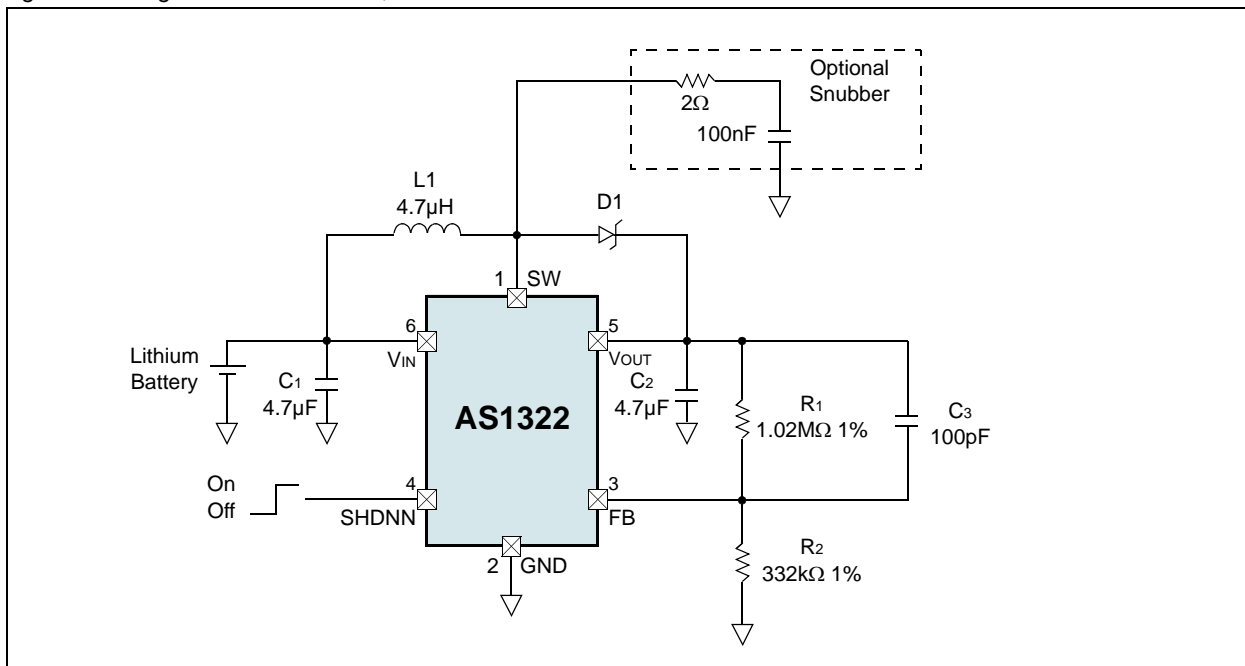 Optional
Snubber
2Ω
100nF
L1
4.7µH
D1
1 SW
6
VIN
5
VOUT
Lithium
Battery
C1
4.7µF
C2
4.7µF
AS1322
R1
1.02MΩ 1%
C3
100pF
On
Off
4
SHDNN
3
FB
2 GND
R2
332kΩ 1%